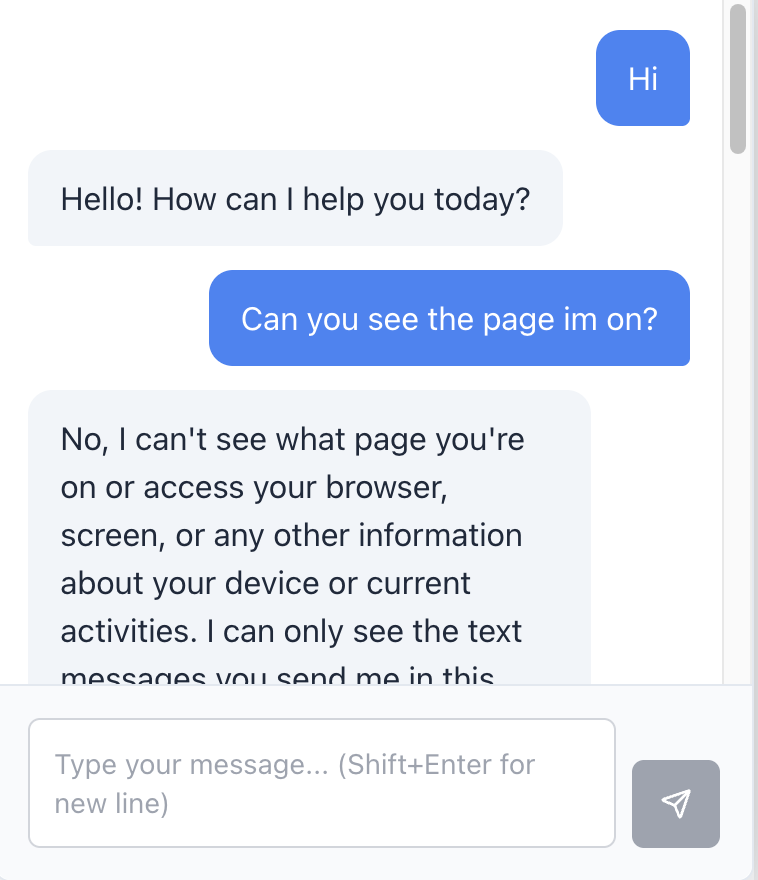 Hi
Hello! How can I help you today?
Can you see the page im on?
No, I can't see what page you're
on or access your browser,
screen, or any other information
about your device or current
activities. I can only see the text
messages you send me in this
Type your message... (Shift+Enter for
new line)